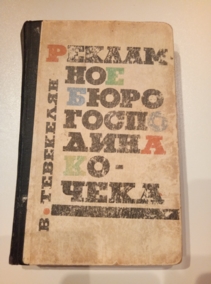 РЕКЛАМ
НОЕ
БЮРО
ГОСПО
ДИНА
КО-
ЧЕКА
В. ТЕВЕКЕЛЯН